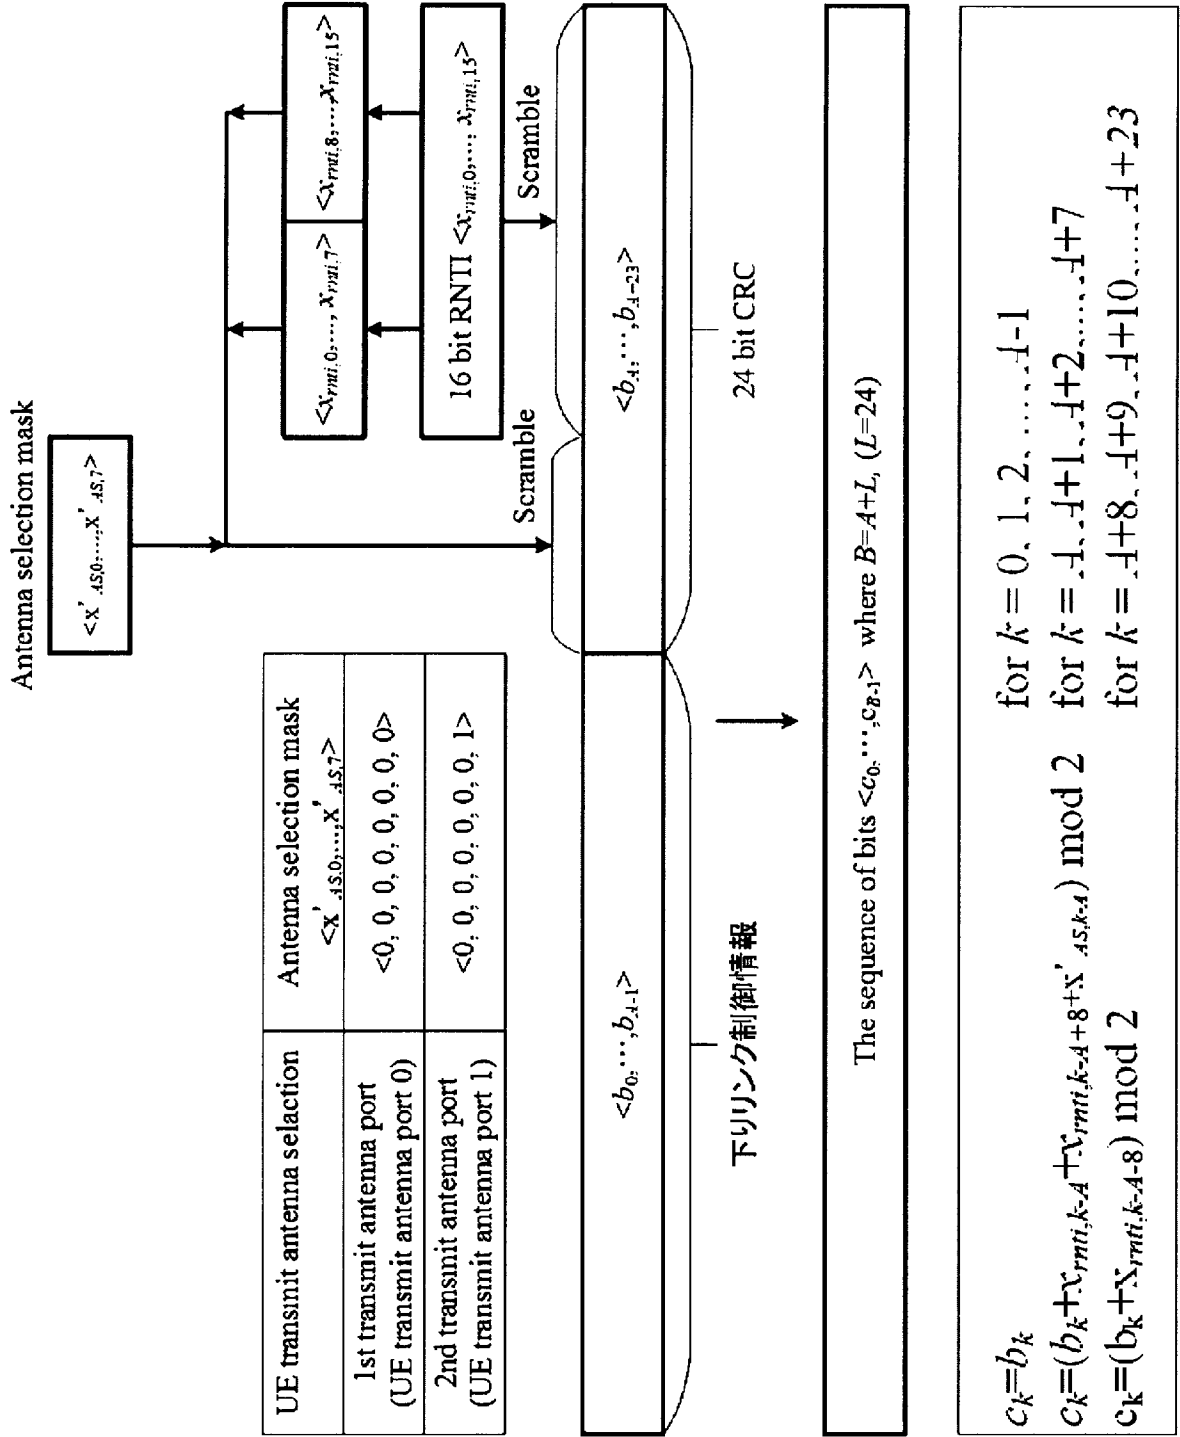 Antenna selection mask
<x'AS,0,...,x'AS,7>
UE transmit antenna selaction
Antenna selection mask
<x'AS,0,...,x'AS,7>
1st transmit antenna port
(UE transmit antenna port 0)
<0, 0, 0, 0, 0, 0, 0, 0>
2nd transmit antenna port
(UE transmit antenna port 1)
<0, 0, 0, 0, 0, 0, 0, 1>
<xrnti,0,..., xrnti,7>
<xrnti,8,...,xrnti,15>
16 bit RNTI <xrnti,0,..., xrnti,15>
Scramble
Scramble
<b0,...,bA-1>
<bA,...,bA-23>
下りリンク制御情報
24 bit CRC
The sequence of bits <c0,...,cB-1> where B=A+L, (L=24)
ck=bk for k = 0, 1, 2, ...., A-1
ck=(bk+xrnti,k-A+xrnti,k-A+8+x'AS,k-A) mod 2 for k = A, A+1, A+2,...., A+7
ck=(bk+xrnti,k-A-8) mod 2 for k = A+8, A+9, A+10,...., A+23